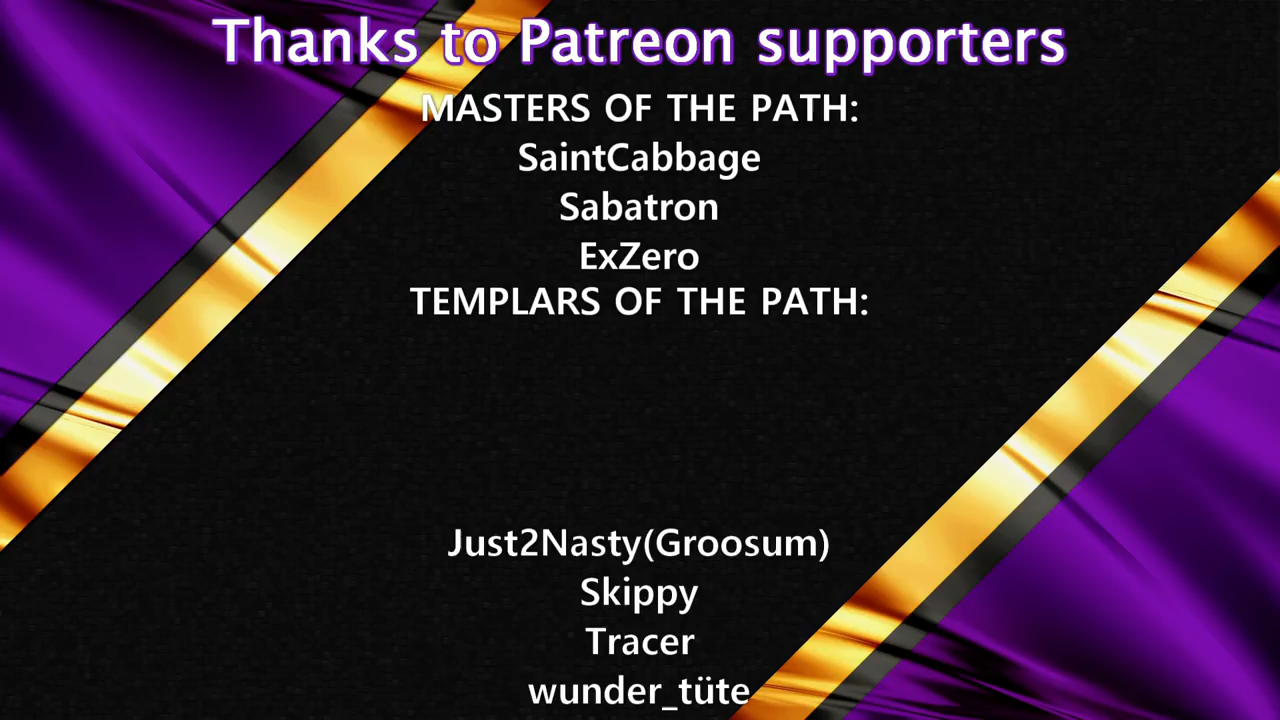 Thanks to Patreon supporters
MASTERS OF THE PATH:
SaintCabbage
Sabatron
ExZero
TEMPLARS OF THE PATH:
Just2Nasty(Groosum)
Skippy
Tracer
wunder_tüte